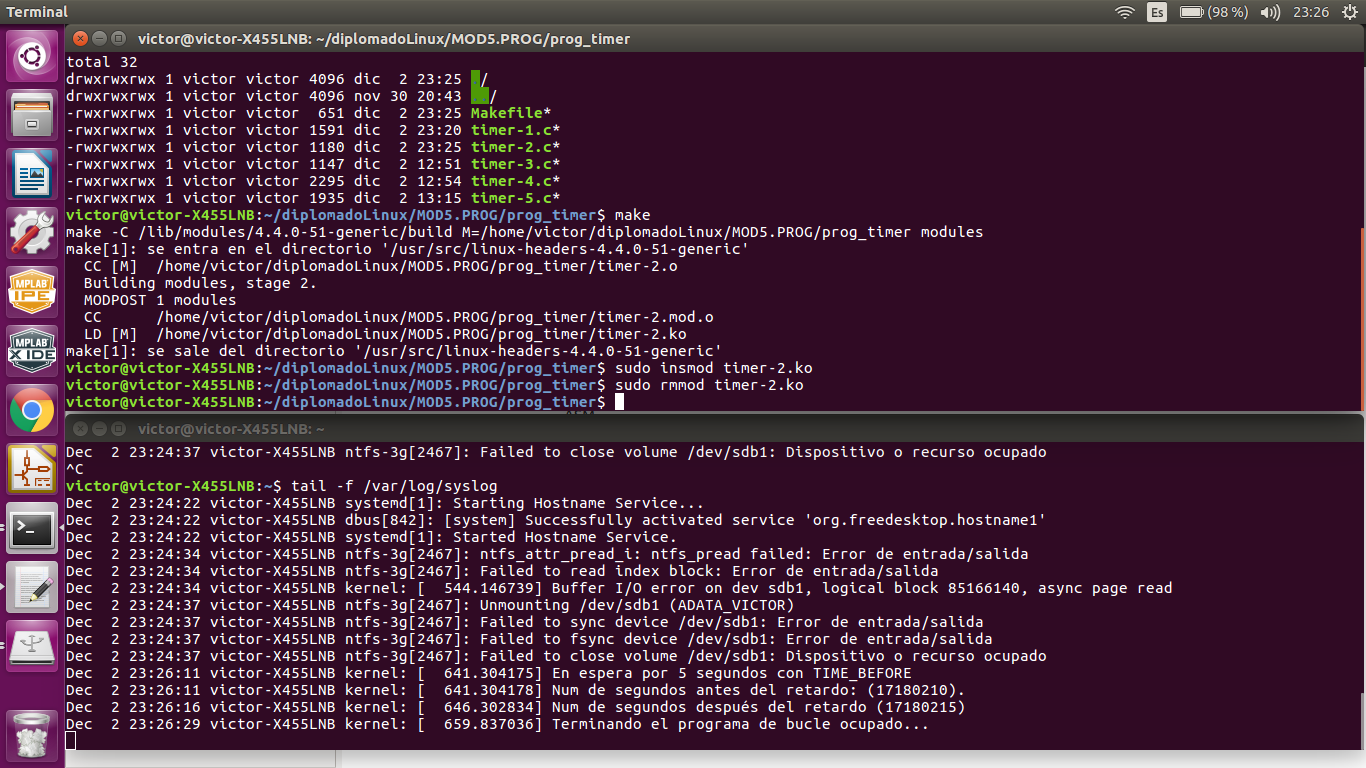 Terminal
Es
(98 %)
23:26
victor@victor-X455LNB: ~/diplomadoLinux/MOD5.PROG/prog_timer
total 32
drwxrwxrwx 1 victor victor 4096 dic  2 23:25 ./
drwxrwxrwx 1 victor victor 4096 nov 30 20:43 ../
-rwxrwxrwx 1 victor victor  651 dic  2 23:25 Makefile*
-rwxrwxrwx 1 victor victor 1591 dic  2 23:20 timer-1.c*
-rwxrwxrwx 1 victor victor 1180 dic  2 23:25 timer-2.c*
-rwxrwxrwx 1 victor victor 1147 dic  2 12:51 timer-3.c*
-rwxrwxrwx 1 victor victor 2295 dic  2 12:54 timer-4.c*
-rwxrwxrwx 1 victor victor 1935 dic  2 13:15 timer-5.c*
victor@victor-X455LNB:~/diplomadoLinux/MOD5.PROG/prog_timer$ make
make -C /lib/modules/4.4.0-51-generic/build M=/home/victor/diplomadoLinux/MOD5.PROG/prog_timer modules
make[1]: se entra en el directorio '/usr/src/linux-headers-4.4.0-51-generic'
  CC [M]  /home/victor/diplomadoLinux/MOD5.PROG/prog_timer/timer-2.o
  Building modules, stage 2.
  MODPOST 1 modules
  CC      /home/victor/diplomadoLinux/MOD5.PROG/prog_timer/timer-2.mod.o
  LD [M]  /home/victor/diplomadoLinux/MOD5.PROG/prog_timer/timer-2.ko
make[1]: se sale del directorio '/usr/src/linux-headers-4.4.0-51-generic'
victor@victor-X455LNB:~/diplomadoLinux/MOD5.PROG/prog_timer$ sudo insmod timer-2.ko
victor@victor-X455LNB:~/diplomadoLinux/MOD5.PROG/prog_timer$ sudo rmmod timer-2.ko
victor@victor-X455LNB:~/diplomadoLinux/MOD5.PROG/prog_timer$
victor@victor-X455LNB: ~
Dec  2 23:24:37 victor-X455LNB ntfs-3g[2467]: Failed to close volume /dev/sdb1: Dispositivo o recurso ocupado
^C
victor@victor-X455LNB:~$ tail -f /var/log/syslog
Dec  2 23:24:22 victor-X455LNB systemd[1]: Starting Hostname Service...
Dec  2 23:24:22 victor-X455LNB dbus[842]: [system] Successfully activated service 'org.freedesktop.hostname1'
Dec  2 23:24:22 victor-X455LNB systemd[1]: Started Hostname Service.
Dec  2 23:24:34 victor-X455LNB ntfs-3g[2467]: ntfs_attr_pread_i: ntfs_pread failed: Error de entrada/salida
Dec  2 23:24:34 victor-X455LNB ntfs-3g[2467]: Failed to read index block: Error de entrada/salida
Dec  2 23:24:34 victor-X455LNB kernel: [  544.146739] Buffer I/O error on dev sdb1, logical block 85166140, async page read
Dec  2 23:24:37 victor-X455LNB ntfs-3g[2467]: Unmounting /dev/sdb1 (ADATA_VICTOR)
Dec  2 23:24:37 victor-X455LNB ntfs-3g[2467]: Failed to sync device /dev/sdb1: Error de entrada/salida
Dec  2 23:24:37 victor-X455LNB ntfs-3g[2467]: Failed to fsync device /dev/sdb1: Error de entrada/salida
Dec  2 23:24:37 victor-X455LNB ntfs-3g[2467]: Failed to close volume /dev/sdb1: Dispositivo o recurso ocupado
Dec  2 23:26:11 victor-X455LNB kernel: [  641.304175] En espera por 5 segundos con TIME_BEFORE
Dec  2 23:26:11 victor-X455LNB kernel: [  641.304178] Num de segundos antes del retardo: (17180210).
Dec  2 23:26:16 victor-X455LNB kernel: [  646.302834] Num de segundos después del retardo (17180215)
Dec  2 23:26:29 victor-X455LNB kernel: [  659.837036] Terminando el programa de bucle ocupado...
MPLAB
IPE
MPLAB
X IDE